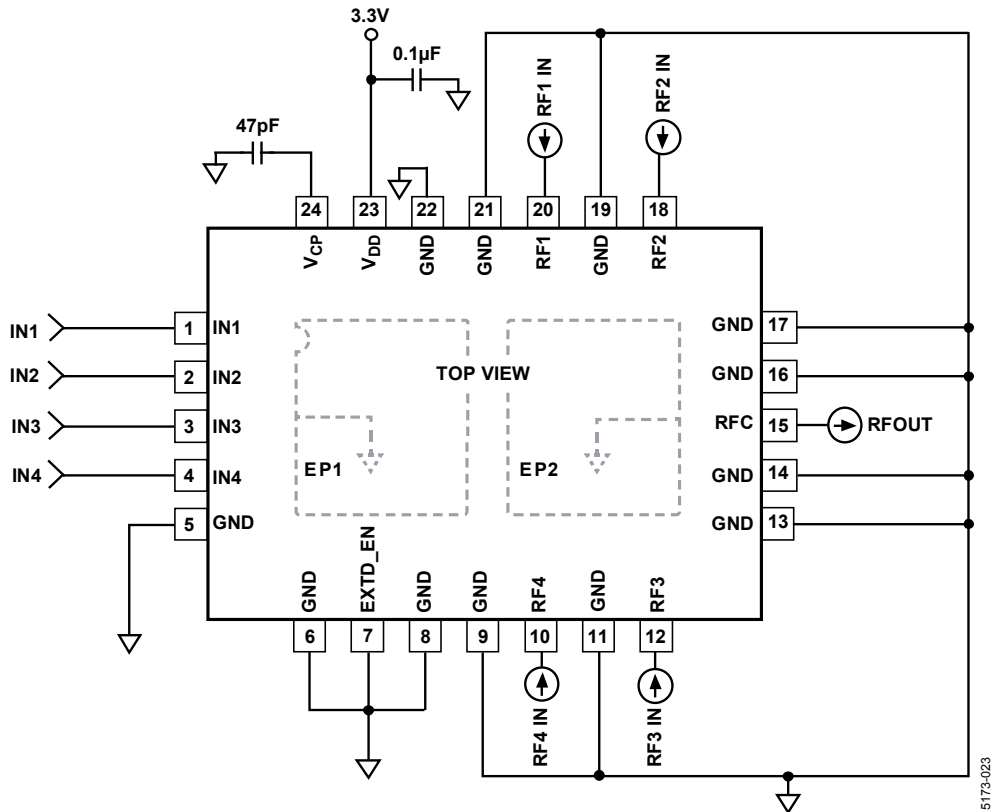 3.3V
0.1µF
47pF
RF1 IN
RF2 IN
24
23
22
21
20
19
18
VCP
VDD
GND
GND
RF1
GND
RF2
IN1
1
IN1
IN2
2
IN2
IN3
3
IN3
IN4
4
IN4
5
GND
TOP VIEW
EP1
EP2
GND
17
GND
16
RFC
15
RFOUT
GND
14
GND
13
GND
EXTD_EN
GND
GND
RF4
GND
RF3
6
7
8
9
10
11
12
RF4 IN
RF3 IN
5173-023